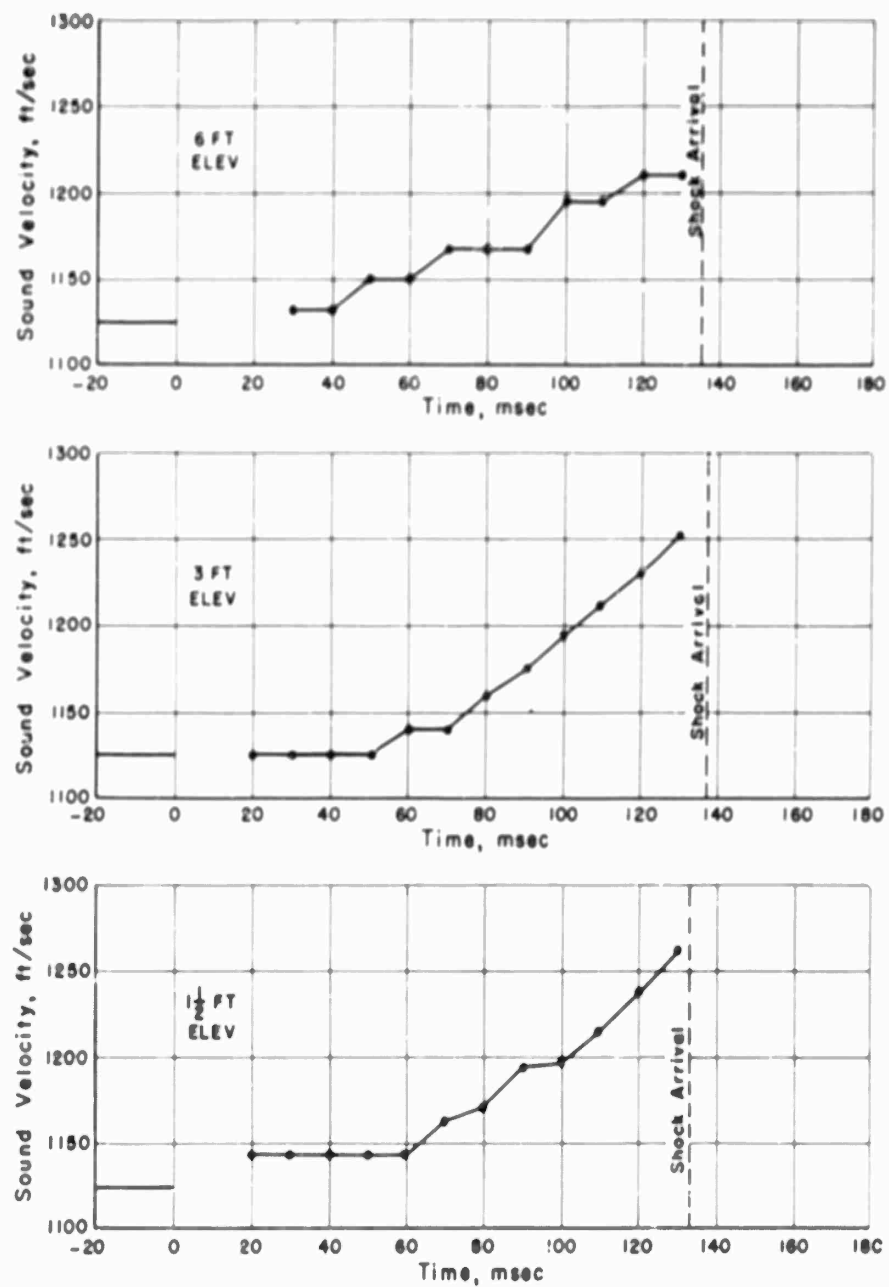 1300
1250
1200
1150
1100
Sound Velocity, ft/sec
6 FT
ELEV
Shock Arrival
-20 0 20 40 60 80 100 120 140 160 180
Time, msec
1300
1250
1200
1150
1100
Sound Velocity, ft/sec
3 FT
ELEV
Shock Arrival
-20 0 20 40 60 80 100 120 140 160 180
Time, msec
1300
1250
1200
1150
1100
Sound Velocity, ft/sec
1½ FT
ELEV
Shock Arrival
-20 0 20 40 60 80 100 120 140 160 180
Time, msec